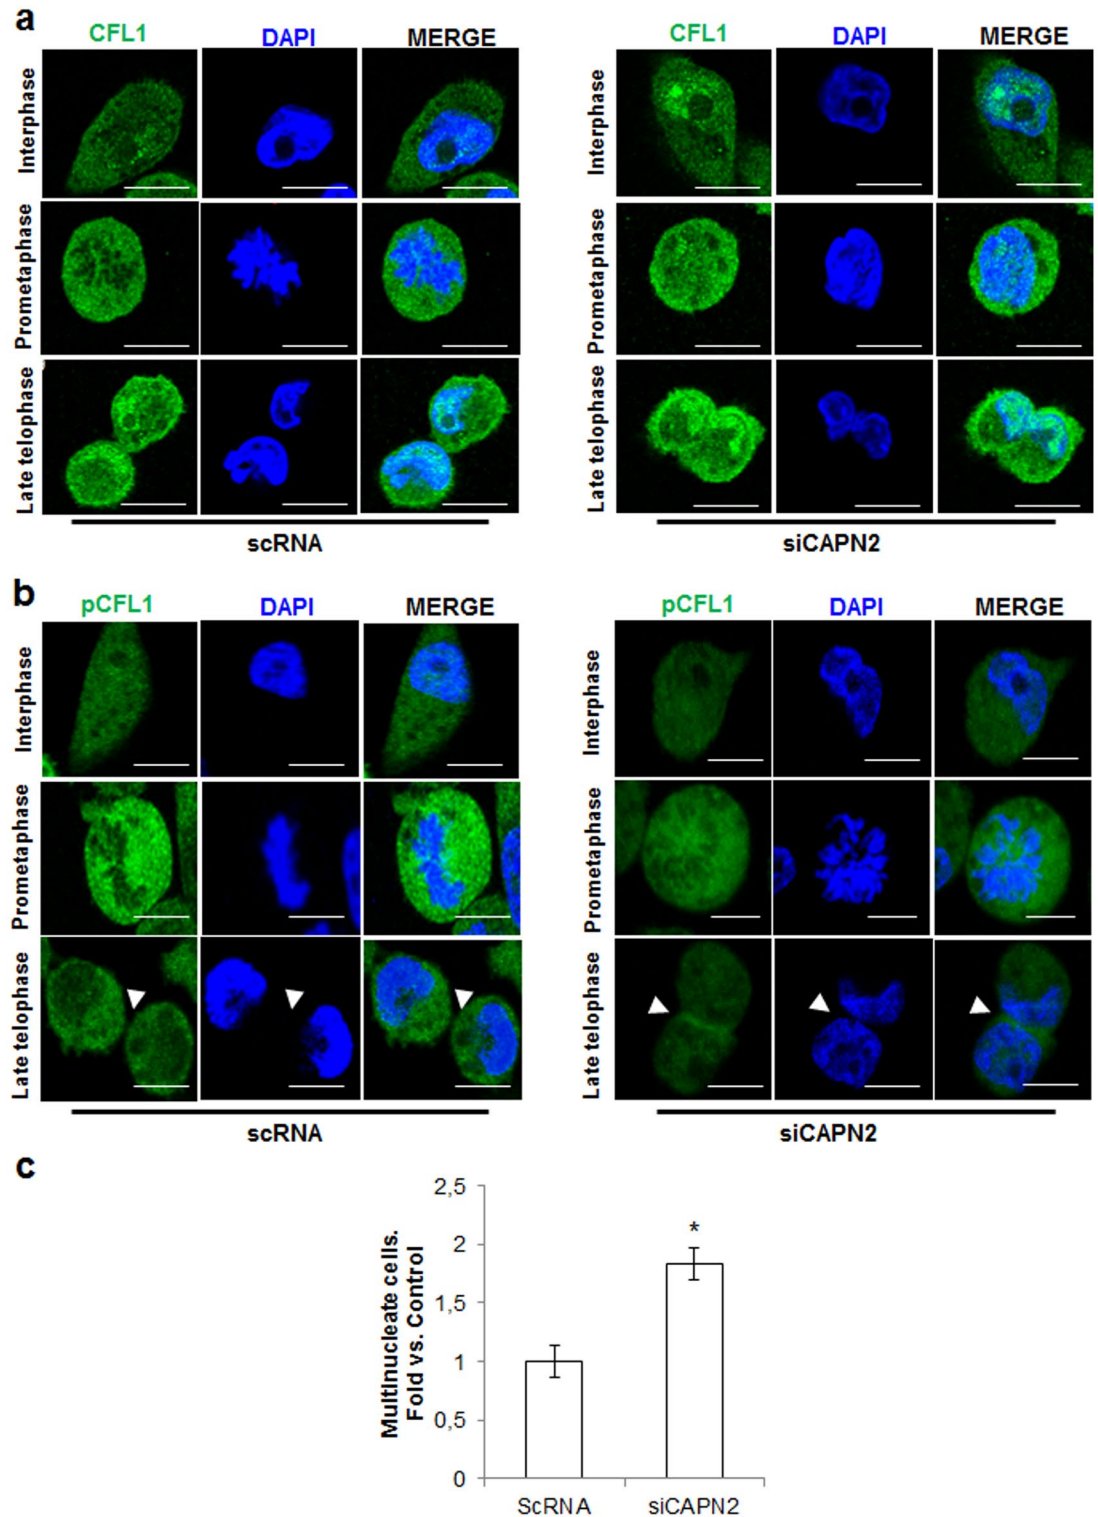 a
CFL1 DAPI MERGE CFL1 DAPI MERGE
Interphase Interphase
Prometaphase Prometaphase
Late telophase Late telophase
scRNA siCAPN2
b
pCFL1 DAPI MERGE pCFL1 DAPI MERGE
Interphase Interphase
Prometaphase Prometaphase
Late telophase Late telophase
scRNA siCAPN2
c
Multinucleate cells.
Fold vs. Control
2,5
2
1,5
1
0,5
0
*
ScRNA siCAPN2